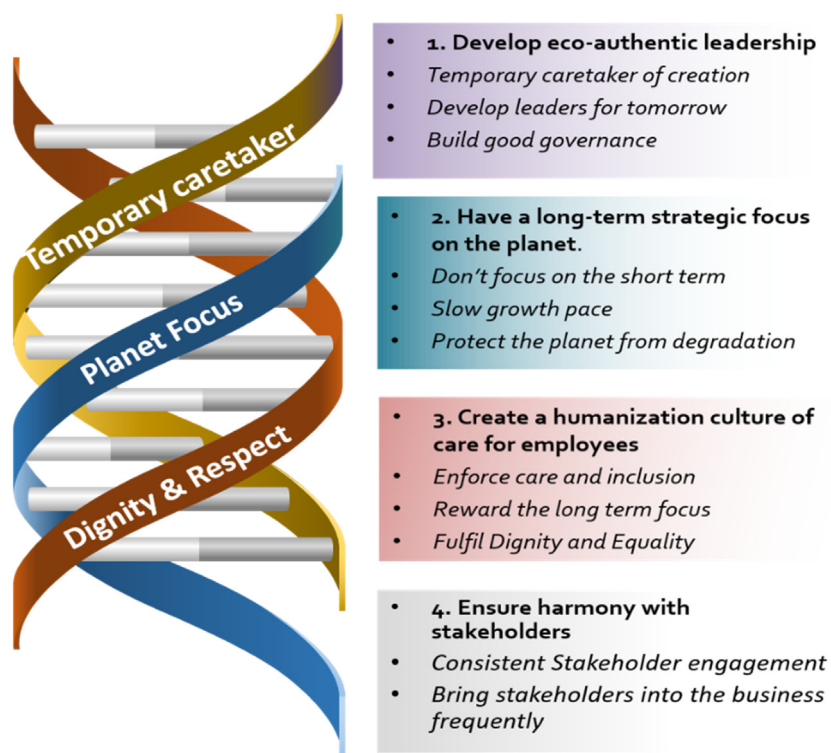 Temporary caretaker
Planet Focus
Dignity & Respect
• 1. Develop eco-authentic leadership
• Temporary caretaker of creation
• Develop leaders for tomorrow
• Build good governance
• 2. Have a long-term strategic focus
on the planet.
• Don't focus on the short term
• Slow growth pace
• Protect the planet from degradation
• 3. Create a humanization culture of
care for employees
• Enforce care and inclusion
• Reward the long term focus
• Fulfil Dignity and Equality
• 4. Ensure harmony with
stakeholders
• Consistent Stakeholder engagement
• Bring stakeholders into the business
frequently